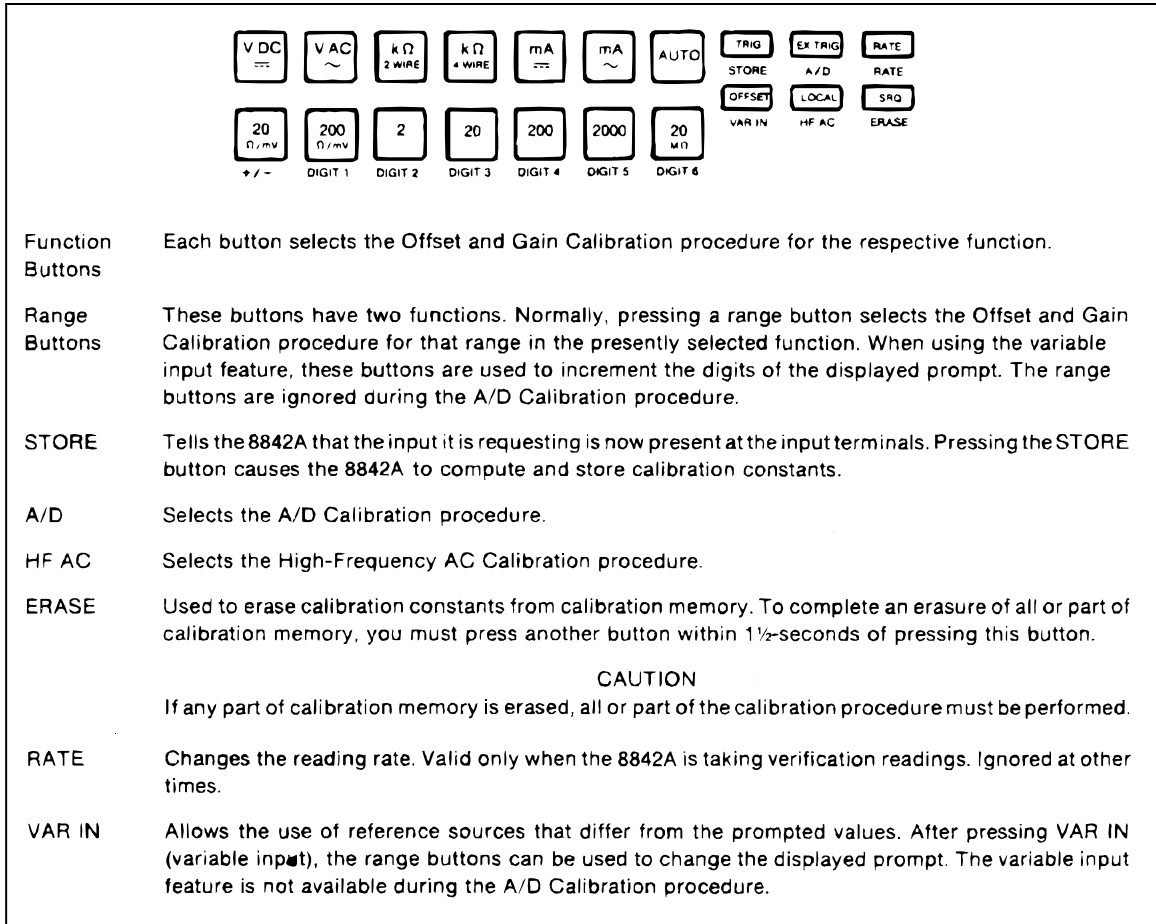 V DC V AC k Ω k Ω mA mA AUTO TRIG EX TRIG RATE
2 WIRE 4 WIRE
STORE A/D RATE
OFFSET LOCAL SRQ
VAR IN HF AC ERASE
20 200 2 20 200 2000 20
Ω/mV Ω/mV MΩ
+/- DIGIT 1 DIGIT 2 DIGIT 3 DIGIT 4 DIGIT 5 DIGIT 6
Function Each button selects the Offset and Gain Calibration procedure for the respective function.
Buttons
Range These buttons have two functions. Normally, pressing a range button selects the Offset and Gain
Buttons Calibration procedure for that range in the presently selected function. When using the variable
input feature, these buttons are used to increment the digits of the displayed prompt. The range
buttons are ignored during the A/D Calibration procedure.
STORE Tells the 8842A that the input it is requesting is now present at the input terminals. Pressing the STORE
button causes the 8842A to compute and store calibration constants.
A/D Selects the A/D Calibration procedure.
HF AC Selects the High-Frequency AC Calibration procedure.
ERASE Used to erase calibration constants from calibration memory. To complete an erasure of all or part of
calibration memory, you must press another button within 1½-seconds of pressing this button.
CAUTION
If any part of calibration memory is erased, all or part of the calibration procedure must be performed.
RATE Changes the reading rate. Valid only when the 8842A is taking verification readings. Ignored at other
times.
VAR IN Allows the use of reference sources that differ from the prompted values. After pressing VAR IN
(variable input), the range buttons can be used to change the displayed prompt. The variable input
feature is not available during the A/D Calibration procedure.